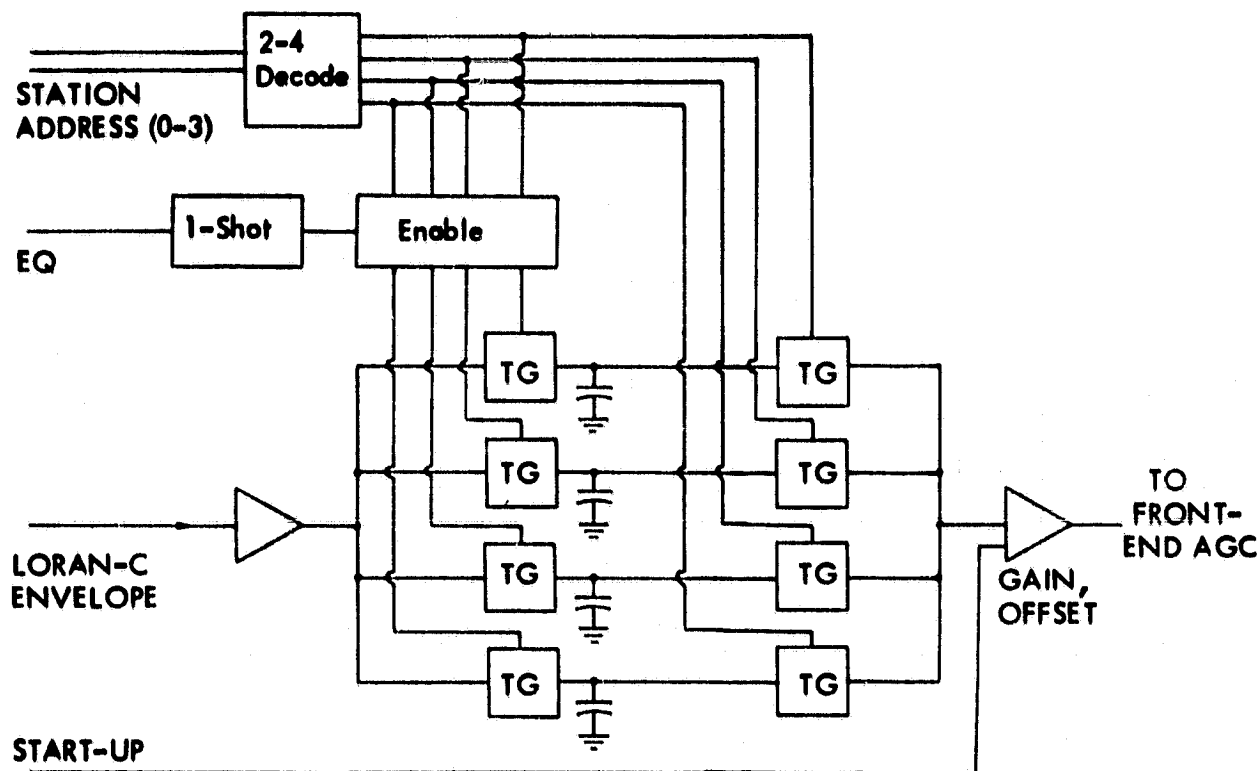 2-4
Decode
STATION
ADDRESS (0-3)
1-Shot
Enable
EQ
TG
TG
TG
TG
TG
TG
TG
TG
LORAN-C
ENVELOPE
TO
FRONT-
END AGC
GAIN,
OFFSET
START-UP